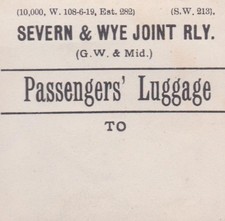 (10,000, W. 108-6-19, Est. 282) (S.W. 213).
SEVERN & WYE JOINT RLY.
(G.W. & Mid.)
Passengers' Luggage
TO